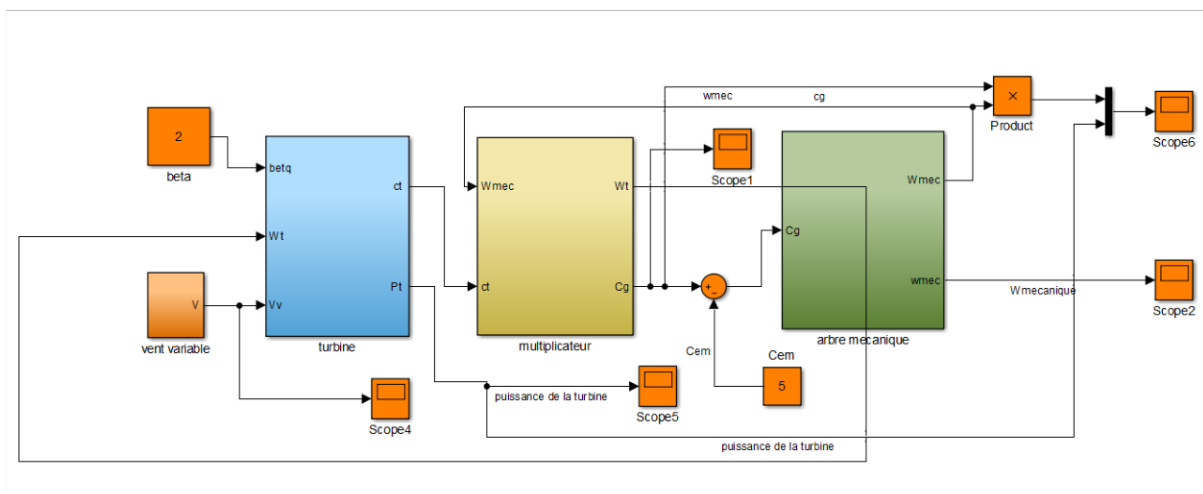 wmec
cg
×
Product
Scope6
2
beta
betq
ct
Wt
Pt
Vv
turbine
V
vent variable
Scope4
Wmec
Wt
ct
Cg
multiplicateur
Scope1
+
-
Cem
5
Cem
Cg
Wmec
wmec
arbre mecanique
Wmecanique
Scope2
puissance de la turbine
Scope5
puissance de la turbine